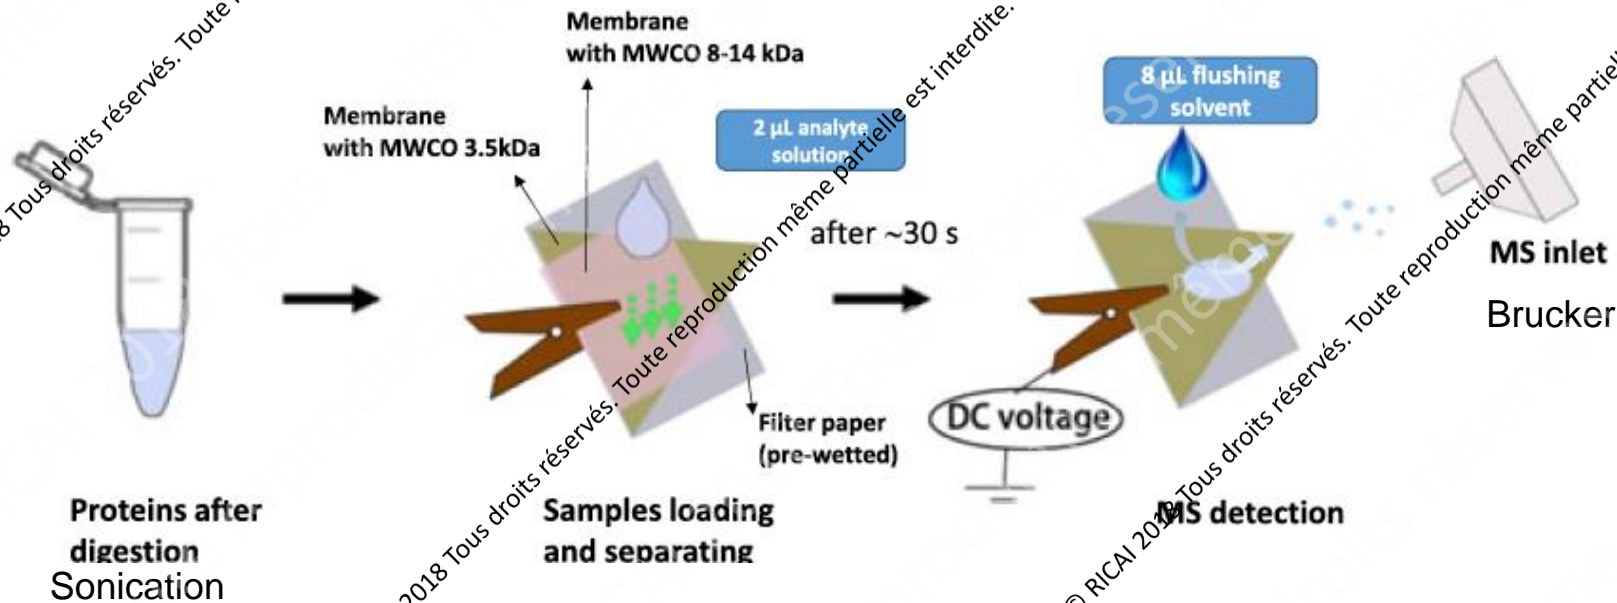 Membrane
with MWCO 8-14 kDa
Membrane
with MWCO 3.5kDa
2 µL analyte
solution
8 µL flushing
solvent
after ~30 s
MS inlet
Brucker
DC voltage
Filter paper
(pre-wetted)
Proteins after
digestion
Sonication
Samples loading
and separating
MS detection
8 Tous droits réservés. Toute r
2018 Tous droits réservés. Toute reproduction même partielle est interdite.
© RICAI 2018 Tous droits réservés. Toute reproduction même partiell